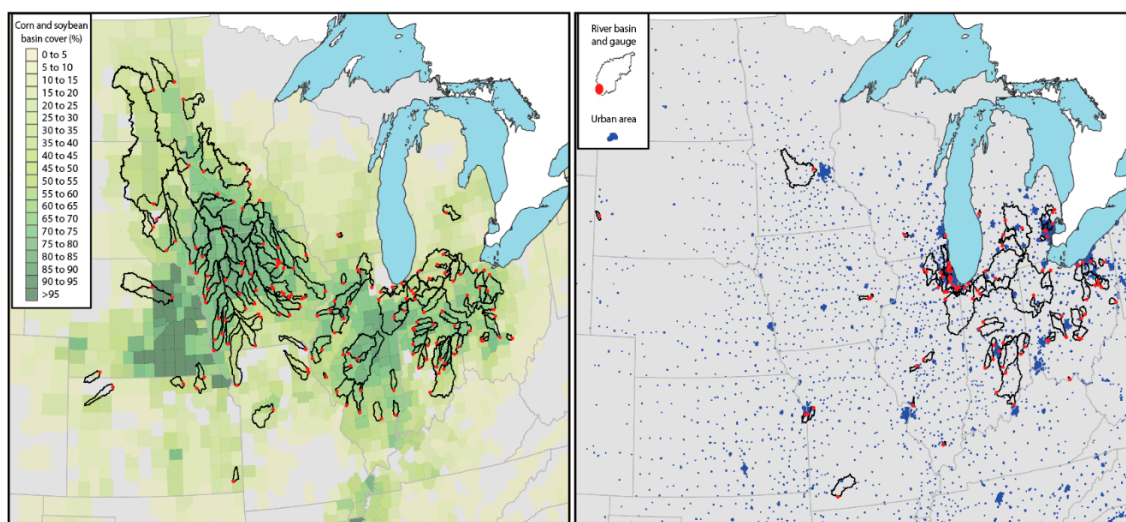 Corn and soybean
basin cover (%)
0 to 5
5 to 10
10 to 15
15 to 20
20 to 25
25 to 30
30 to 35
35 to 40
40 to 45
45 to 50
50 to 55
55 to 60
60 to 65
65 to 70
70 to 75
75 to 80
80 to 85
85 to 90
90 to 95
>95
River basin
and gauge
Urban area